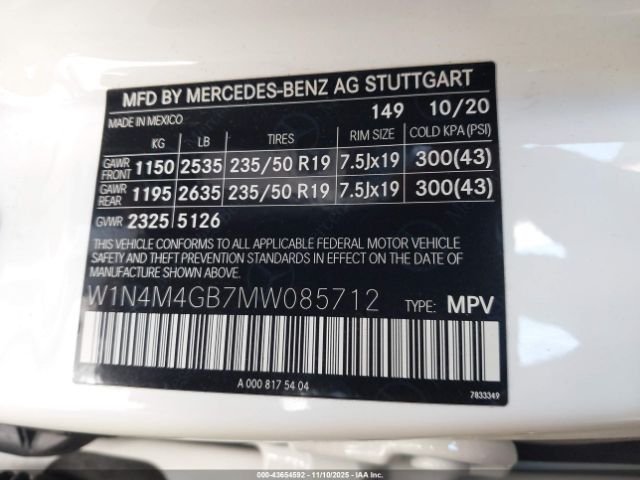 MFD BY MERCEDES-BENZ AG STUTTGART
MADE IN MEXICO 149 10/20
KG LB TIRES RIM SIZE COLD KPA (PSI)
GAWR FRONT 1150 2535 235/50 R19 7.5Jx19 300(43)
GAWR REAR 1195 2635 235/50 R19 7.5Jx19 300(43)
GVWR 2325 5126
THIS VEHICLE CONFORMS TO ALL APPLICABLE FEDERAL MOTOR VEHICLE
SAFETY AND THEFT PREVENTION STANDARDS IN EFFECT ON THE DATE
OF MANUFACTURE SHOWN ABOVE.
W1N4M4GB7MW085712 TYPE: MPV
A 000 817 54 04
7833349
000-43654592 - 11/10/2025 - IAAI.com